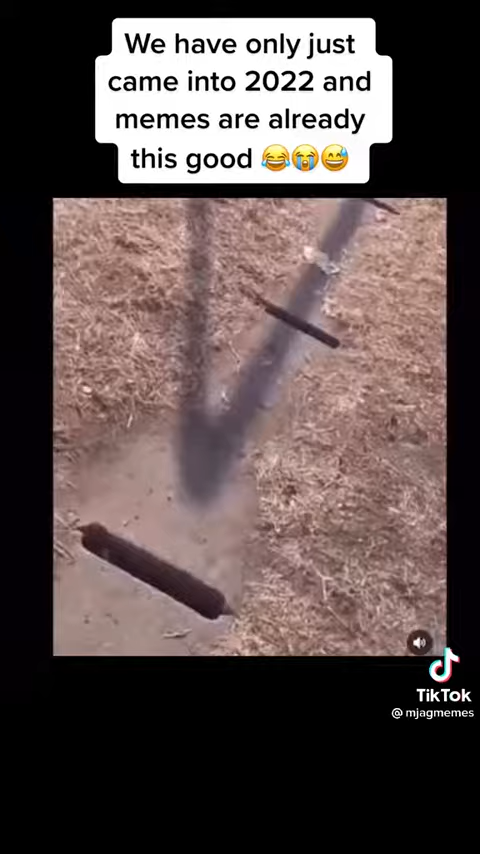 We have only just
came into 2022 and
memes are already
this good 😂😭😅
TikTok
@ mjagmemes